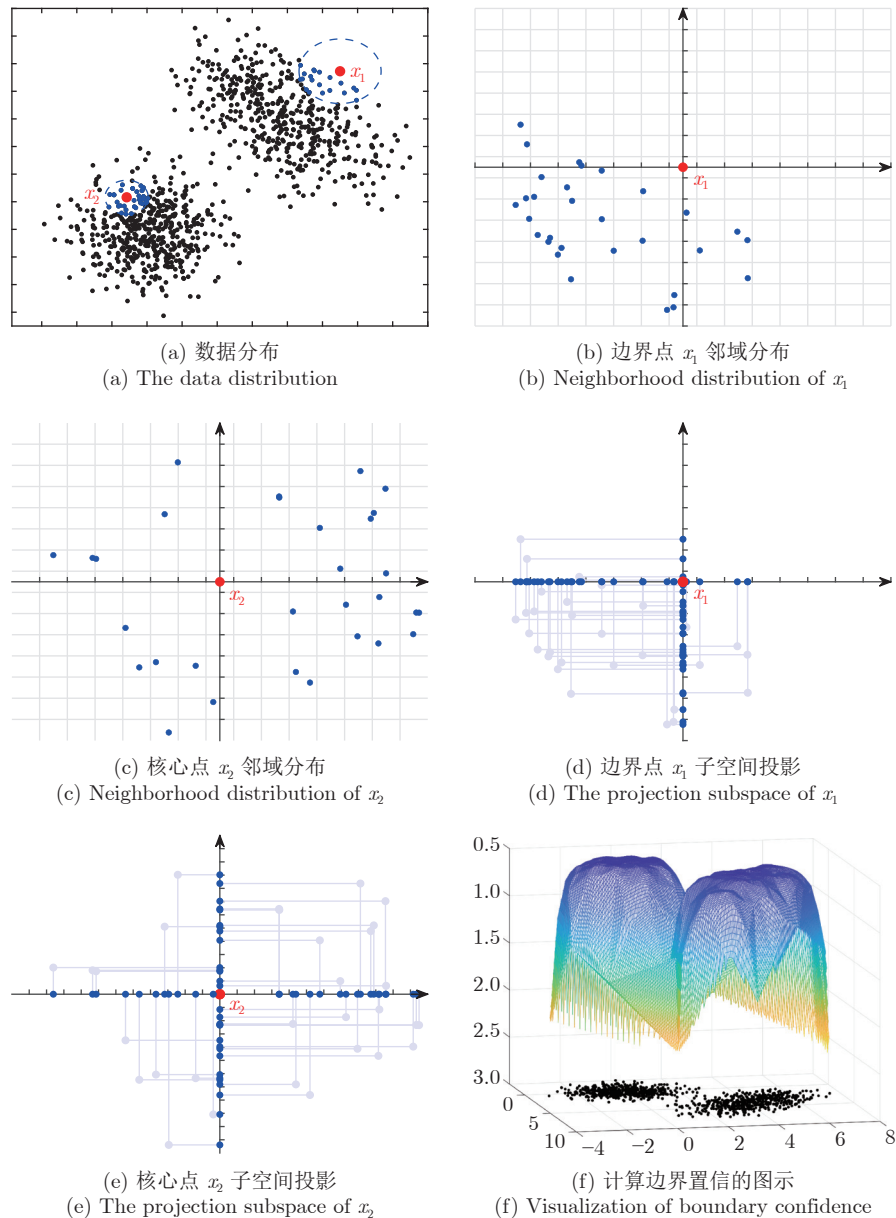 x₁
x₂
x₁
(a) 数据分布
(a) The data distribution
(b) 边界点 x₁ 邻域分布
(b) Neighborhood distribution of x₁
x₂
x₁
(c) 核心点 x₂ 邻域分布
(c) Neighborhood distribution of x₂
(d) 边界点 x₁ 子空间投影
(d) The projection subspace of x₁
x₂
0.5
1.0
1.5
2.0
2.5
3.0
0
5
10
−4
−2
0
2
4
6
8
(e) 核心点 x₂ 子空间投影
(e) The projection subspace of x₂
(f) 计算边界置信的图示
(f) Visualization of boundary confidence